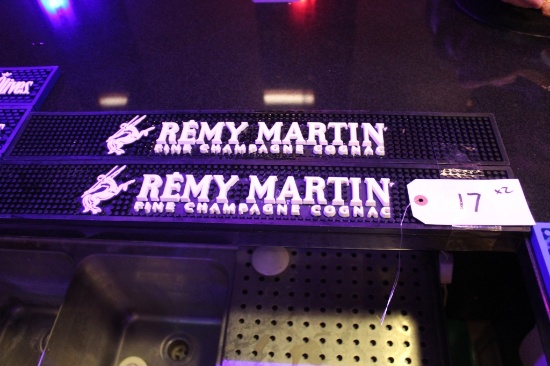 RÉMY MARTIN
FINE CHAMPAGNE COGNAC
RÉMY MARTIN
FINE CHAMPAGNE COGNAC
17 x2